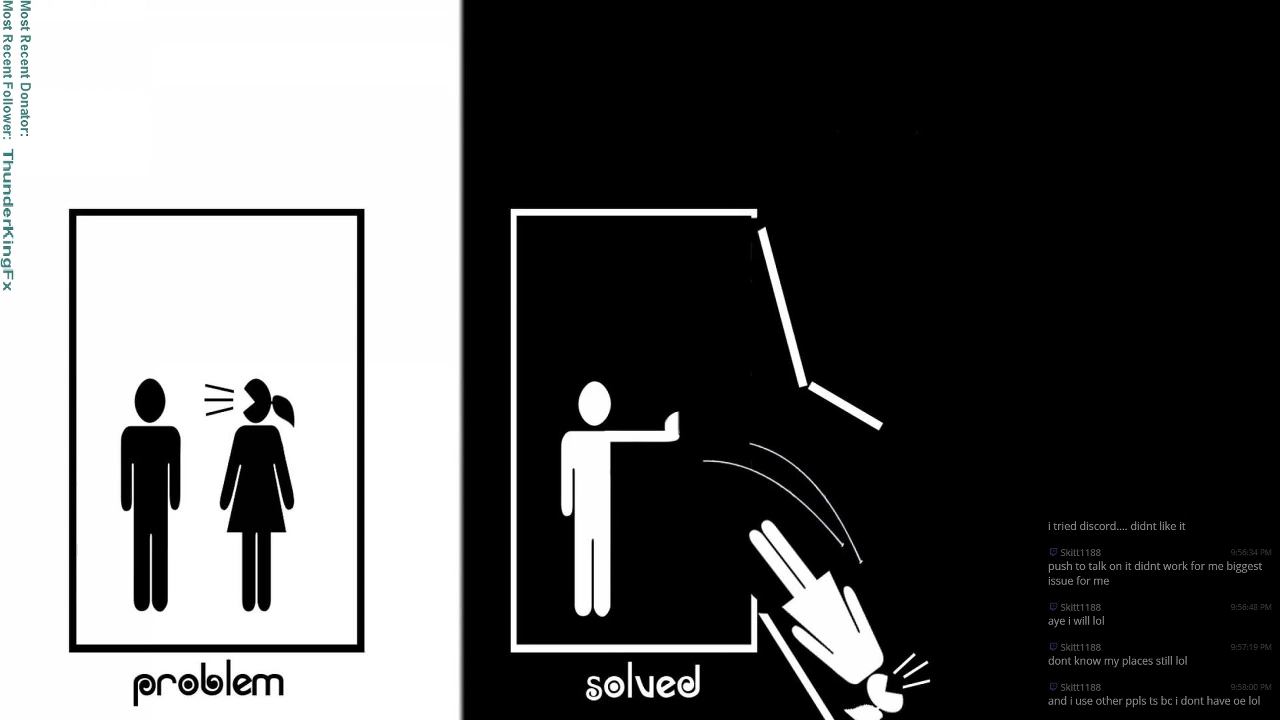 Most Recent Donator:
Most Recent Follower: ThunderKingFx
problem
solved
i tried discord.... didnt like it
Skitt1188 9:56:34 PM
push to talk on it didnt work for me biggest
issue for me
Skitt1188 9:56:48 PM
aye i will lol
Skitt1188 9:57:19 PM
dont know my places still lol
Skitt1188 9:58:00 PM
and i use other ppls ts bc i dont have oe lol